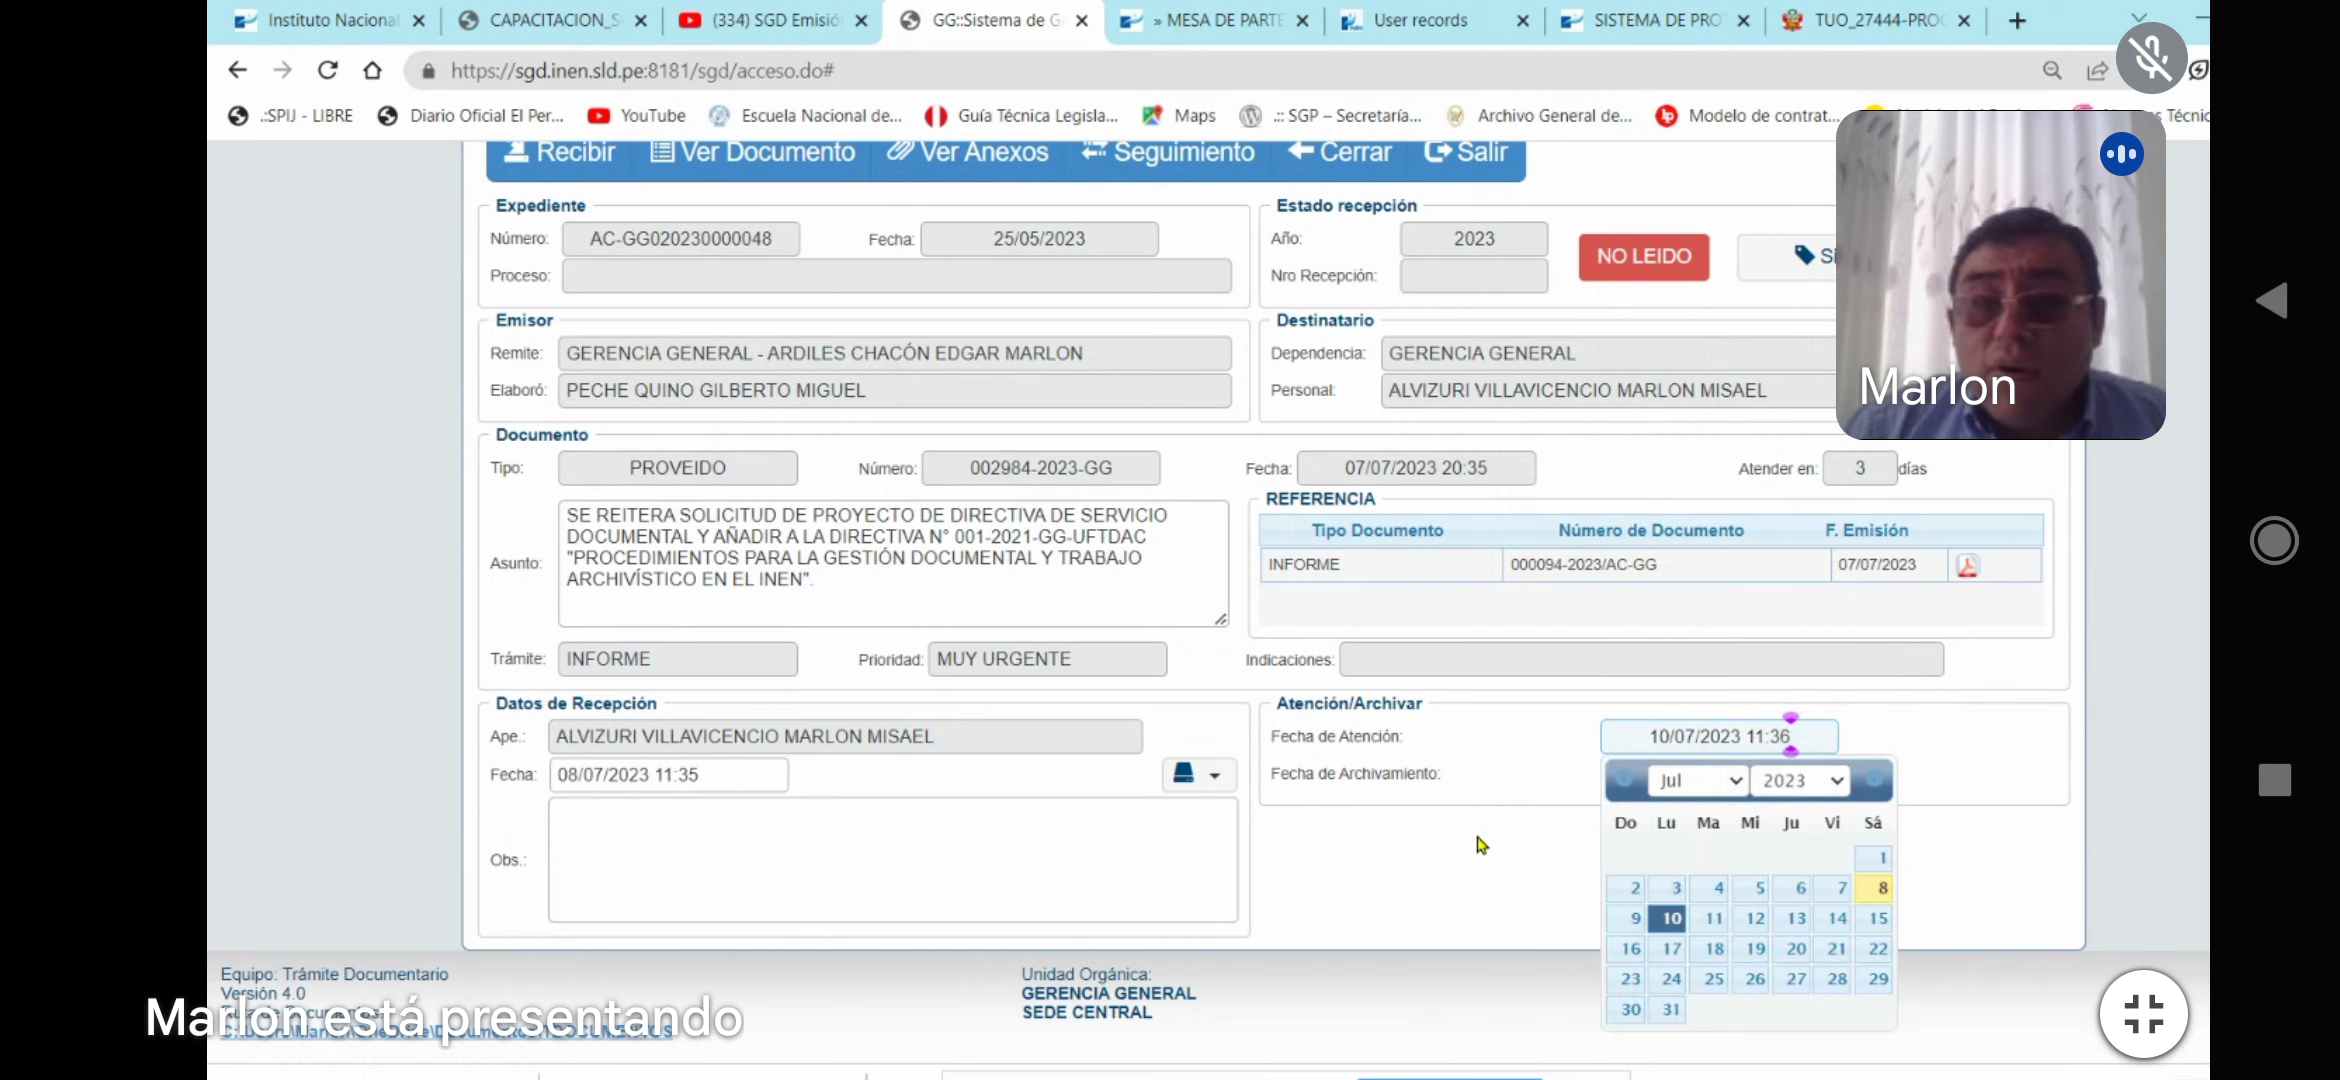 Instituto Nacional
CAPACITACION_S
(334) SGD Emisió
GG::Sistema de G
» MESA DE PARTE
User records
SISTEMA DE PRO
TUO_27444-PRO
https://sgd.inen.sld.pe:8181/sgd/acceso.do#
.:SPIJ - LIBRE
Diario Oficial El Per...
YouTube
Escuela Nacional de...
Guía Técnica Legisla...
Maps
.:: SGP – Secretaría...
Archivo General de...
Modelo de contrat...
Recibir
Ver Documento
Ver Anexos
Seguimiento
Cerrar
Salir
Expediente
Número: AC-GG020230000048 Fecha: 25/05/2023
Proceso:
Estado recepción
Año: 2023
Nro Recepción:
NO LEIDO
Emisor
Remite: GERENCIA GENERAL - ARDILES CHACÓN EDGAR MARLON
Elaboró: PECHE QUINO GILBERTO MIGUEL
Destinatario
Dependencia: GERENCIA GENERAL
Personal: ALVIZURI VILLAVICENCIO MARLON MISAEL
Marlon
Documento
Tipo: PROVEIDO Número: 002984-2023-GG Fecha: 07/07/2023 20:35 Atender en: 3 días
Asunto:
SE REITERA SOLICITUD DE PROYECTO DE DIRECTIVA DE SERVICIO
DOCUMENTAL Y AÑADIR A LA DIRECTIVA N° 001-2021-GG-UFTDAC
"PROCEDIMIENTOS PARA LA GESTIÓN DOCUMENTAL Y TRABAJO
ARCHIVÍSTICO EN EL INEN".
REFERENCIA
Tipo Documento Número de Documento F. Emisión
INFORME 000094-2023/AC-GG 07/07/2023
Trámite: INFORME Prioridad: MUY URGENTE Indicaciones:
Datos de Recepción
Ape.: ALVIZURI VILLAVICENCIO MARLON MISAEL
Fecha: 08/07/2023 11:35
Obs.:
Atención/Archivar
Fecha de Atención: 10/07/2023 11:36
Fecha de Archivamiento:
Jul 2023
Do Lu Ma Mi Ju Vi Sá
1
2 3 4 5 6 7 8
9 10 11 12 13 14 15
16 17 18 19 20 21 22
23 24 25 26 27 28 29
30 31
Equipo: Trámite Documentario
Versión 4.0
Marlon está presentando
Unidad Orgánica:
GERENCIA GENERAL
SEDE CENTRAL